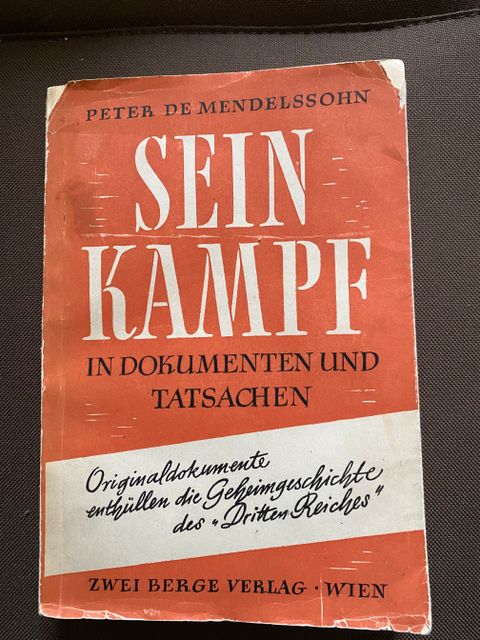 PETER DE MENDELSSOHN
SEIN
KAMPF
IN DOKUMENTEN UND
TATSACHEN
Originaldokumente
enthüllen die Geheimgeschichte
des „Dritten Reiches"
ZWEI BERGE VERLAG · WIEN